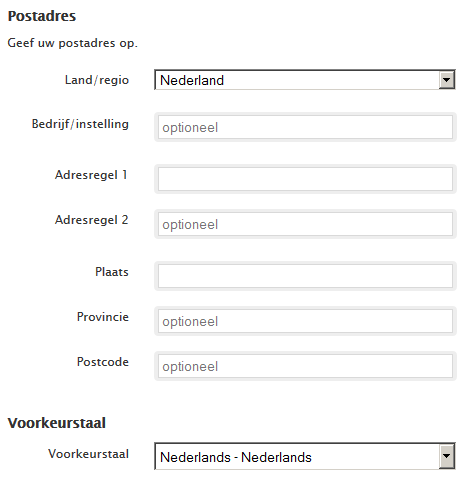 Postadres
Geef uw postadres op.
Land/regio Nederland
Bedrijf/instelling optioneel
Adresregel 1
Adresregel 2 optioneel
Plaats
Provincie optioneel
Postcode optioneel
Voorkeurstaal
Voorkeurstaal Nederlands - Nederlands